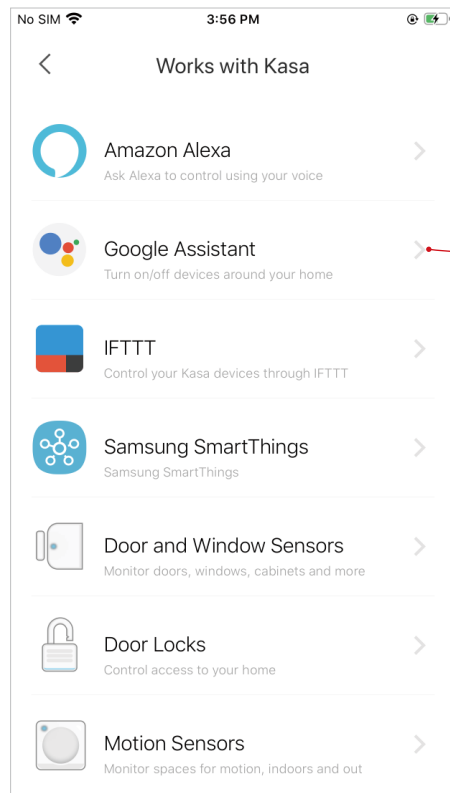 No SIM 3:56 PM
Works with Kasa
Amazon Alexa
Ask Alexa to control using your voice
Google Assistant
Turn on/off devices around your home
IFTTT
Control your Kasa devices through IFTTT
Samsung SmartThings
Samsung SmartThings
Door and Window Sensors
Monitor doors, windows, cabinets and more
Door Locks
Control access to your home
Motion Sensors
Monitor spaces for motion, indoors and out